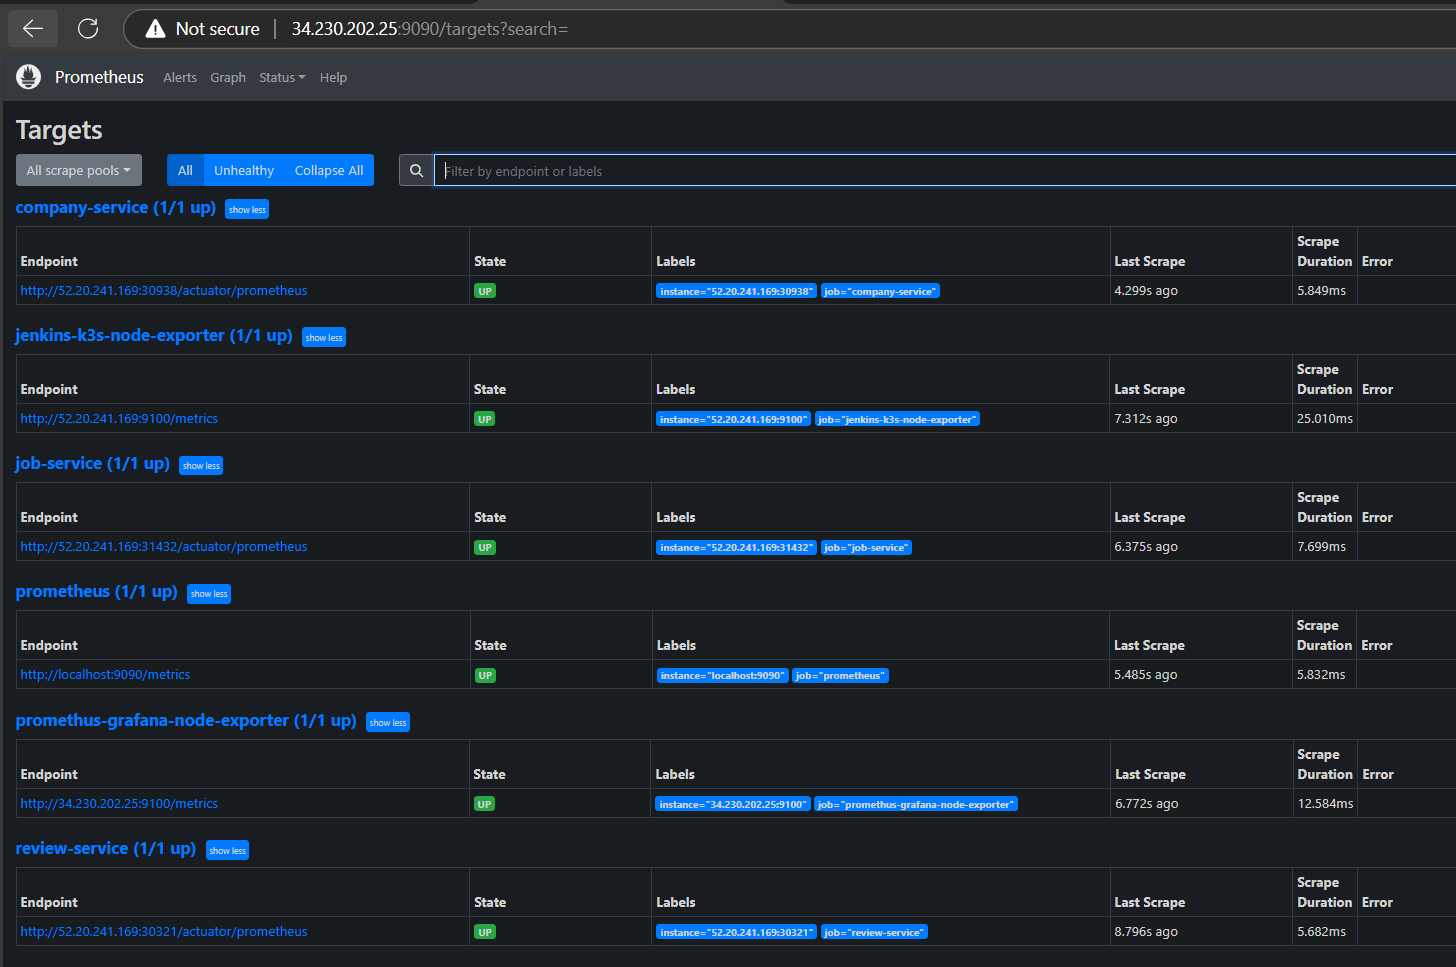 Not secure 34.230.202.25:9090/targets?search=
Prometheus Alerts Graph Status Help
Targets
All scrape pools All Unhealthy Collapse All Filter by endpoint or labels
company-service (1/1 up) show less
Endpoint State Labels Last Scrape Scrape Duration Error
http://52.20.241.169:30938/actuator/prometheus UP instance="52.20.241.169:30938" job="company-service" 4.299s ago 5.849ms
jenkins-k3s-node-exporter (1/1 up) show less
Endpoint State Labels Last Scrape Scrape Duration Error
http://52.20.241.169:9100/metrics UP instance="52.20.241.169:9100" job="jenkins-k3s-node-exporter" 7.312s ago 25.010ms
job-service (1/1 up) show less
Endpoint State Labels Last Scrape Scrape Duration Error
http://52.20.241.169:31432/actuator/prometheus UP instance="52.20.241.169:31432" job="job-service" 6.375s ago 7.699ms
prometheus (1/1 up) show less
Endpoint State Labels Last Scrape Scrape Duration Error
http://localhost:9090/metrics UP instance="localhost:9090" job="prometheus" 5.485s ago 5.832ms
promethus-grafana-node-exporter (1/1 up) show less
Endpoint State Labels Last Scrape Scrape Duration Error
http://34.230.202.25:9100/metrics UP instance="34.230.202.25:9100" job="promethus-grafana-node-exporter" 6.772s ago 12.584ms
review-service (1/1 up) show less
Endpoint State Labels Last Scrape Scrape Duration Error
http://52.20.241.169:30321/actuator/prometheus UP instance="52.20.241.169:30321" job="review-service" 8.796s ago 5.682ms